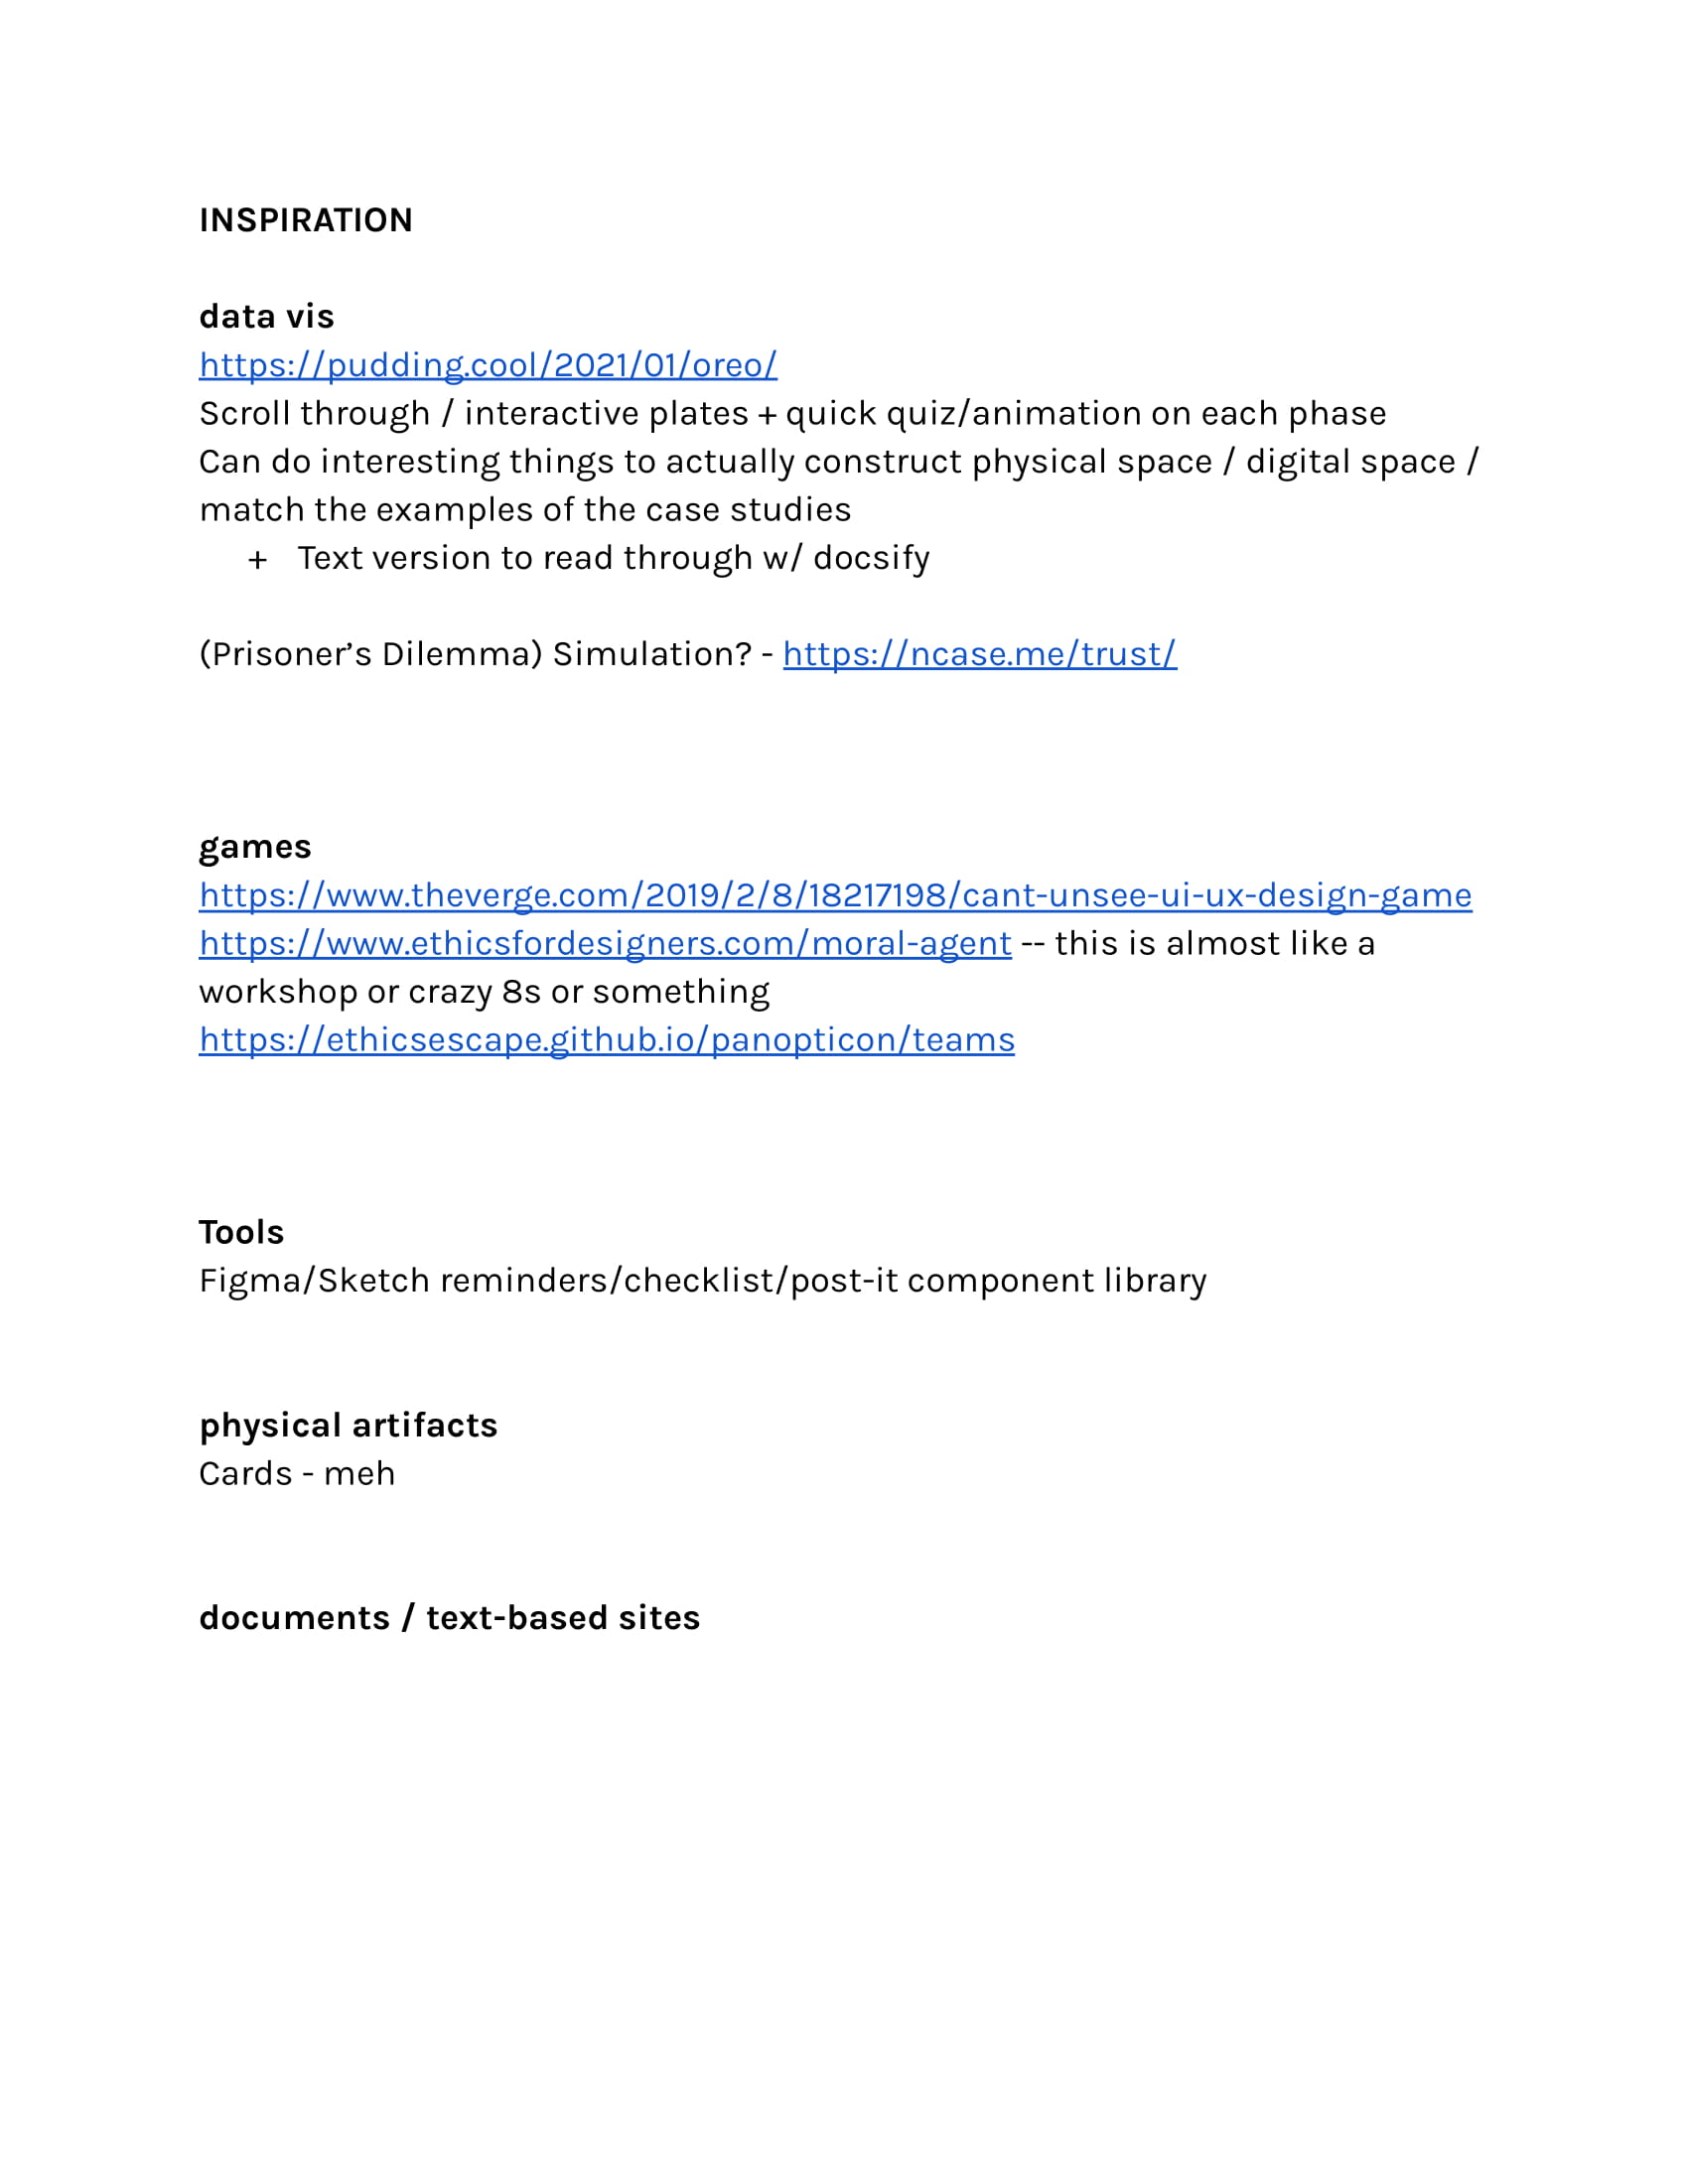 INSPIRATION
data vis
https://pudding.cool/2021/01/oreo/
Scroll through / interactive plates + quick quiz/animation on each phase
Can do interesting things to actually construct physical space / digital space /
match the examples of the case studies
+ Text version to read through w/ docsify
(Prisoner’s Dilemma) Simulation? - https://ncase.me/trust/
games
https://www.theverge.com/2019/2/8/18217198/cant-unsee-ui-ux-design-game
https://www.ethicsfordesigners.com/moral-agent -- this is almost like a
workshop or crazy 8s or something
https://ethicsescape.github.io/panopticon/teams
Tools
Figma/Sketch reminders/checklist/post-it component library
physical artifacts
Cards - meh
documents / text-based sites